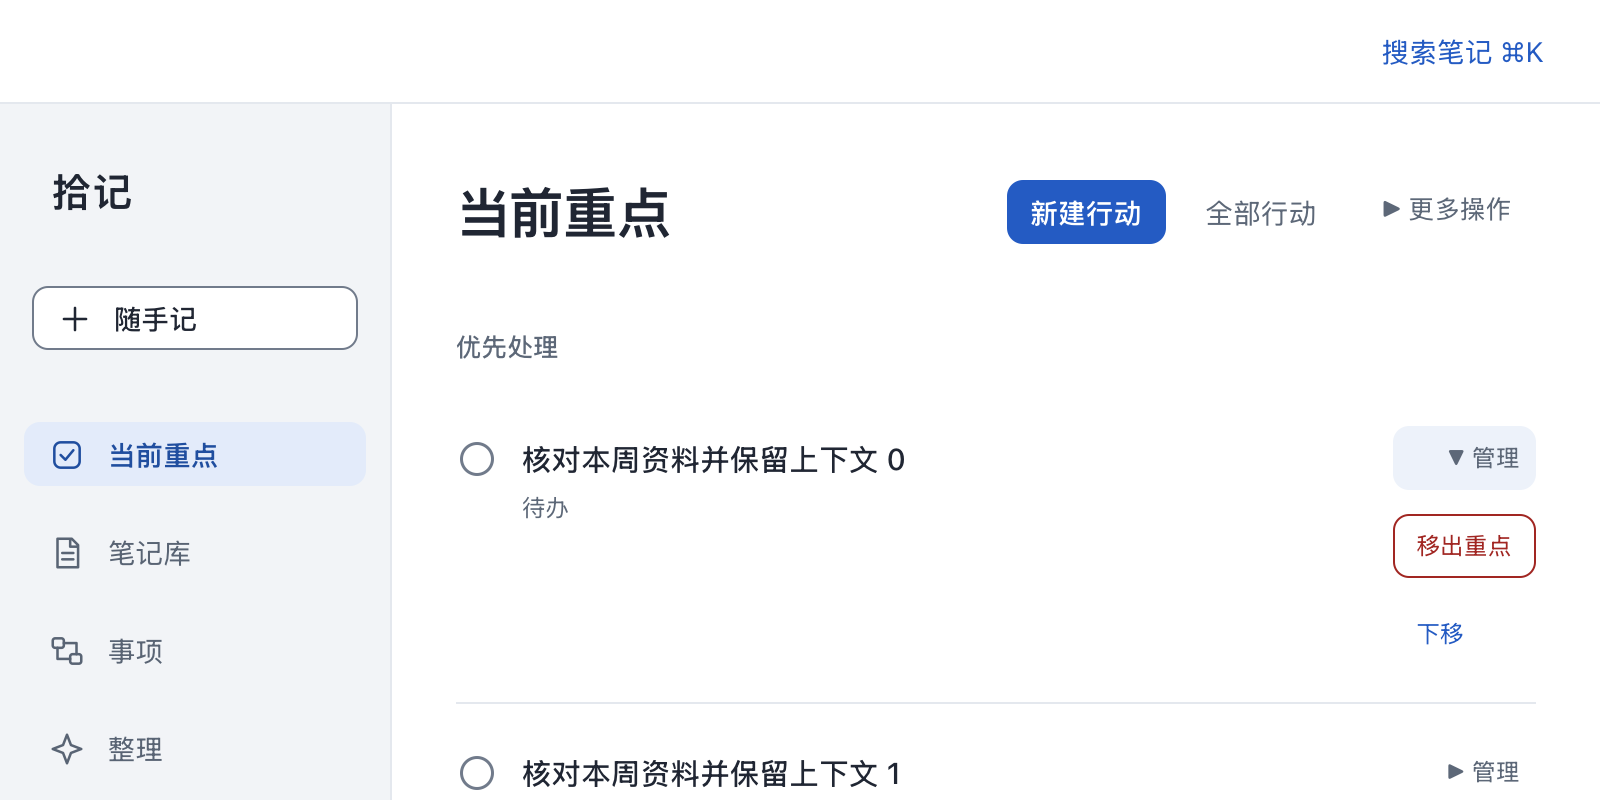 搜索笔记 ⌘K
拾记
随手记
当前重点
笔记库
事项
整理
当前重点
新建行动
全部行动
更多操作
优先处理
核对本周资料并保留上下文 0
待办
管理
移出重点
下移
核对本周资料并保留上下文 1
管理